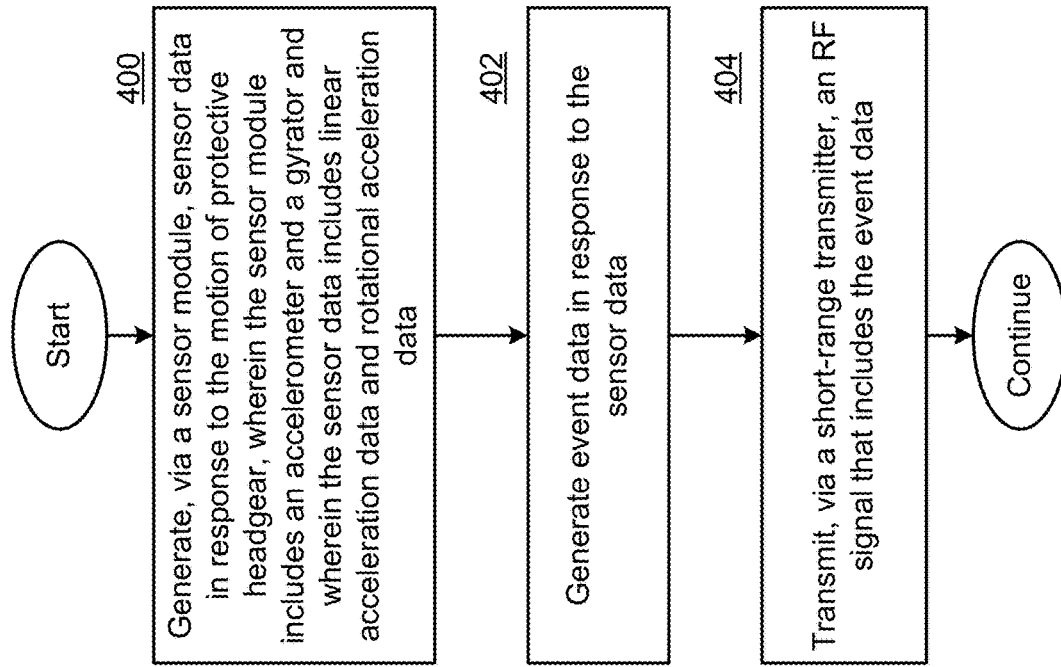 Start
400
Generate, via a sensor module, sensor data
in response to the motion of protective
headgear, wherein the sensor module
includes an accelerometer and a gyrator and
wherein the sensor data includes linear
acceleration data and rotational acceleration
data
402
Generate event data in response to the
sensor data
404
Transmit, via a short-range transmitter, an RF
signal that includes the event data
Continue